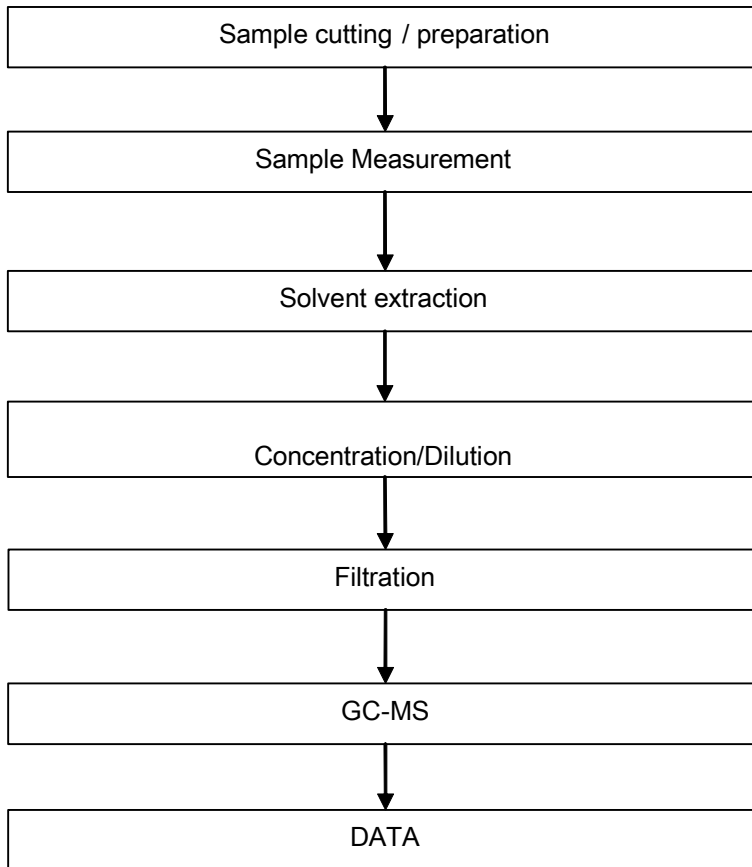 Sample cutting / preparation
Sample Measurement
Solvent extraction
Concentration/Dilution
Filtration
GC-MS
DATA